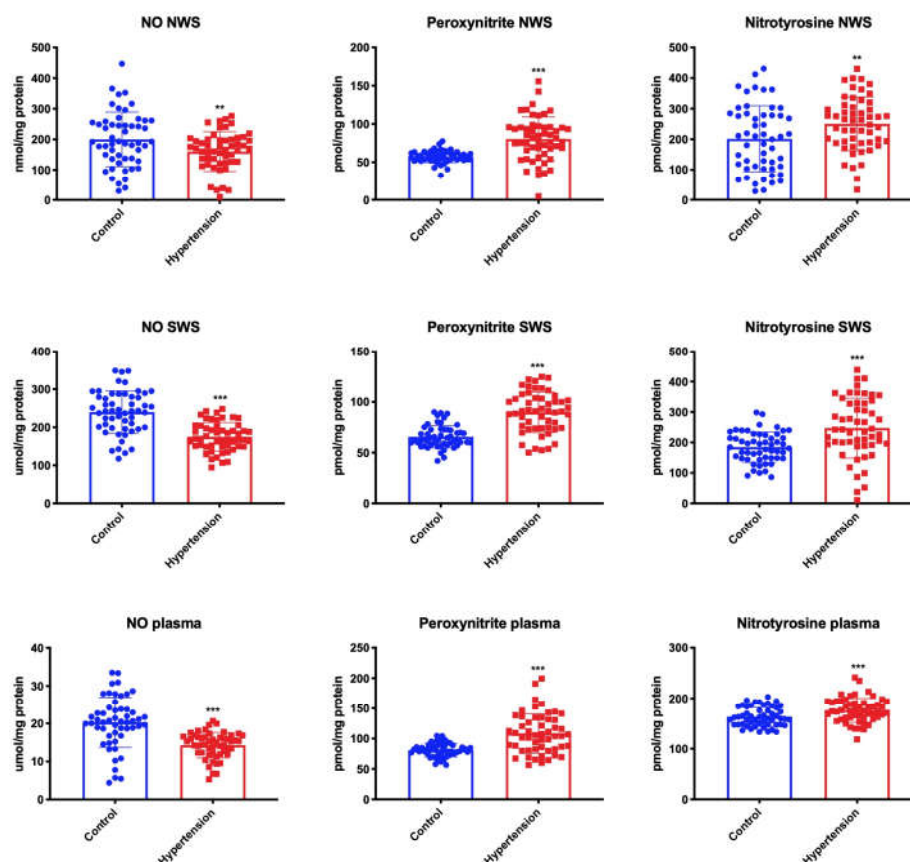 NO NWS
nmol/mg protein
500
400
300
200
100
0
**
Control
Hypertension
Peroxynitrite NWS
pmol/mg protein
200
150
100
50
0
***
Control
Hypertension
Nitrotyrosine NWS
pmol/mg protein
500
400
300
200
100
0
**
Control
Hypertension
NO SWS
umol/mg protein
400
300
200
100
0
***
Control
Hypertension
Peroxynitrite SWS
pmol/mg protein
150
100
50
0
***
Control
Hypertension
Nitrotyrosine SWS
pmol/mg protein
500
400
300
200
100
0
***
Control
Hypertension
NO plasma
umol/mg protein
40
30
20
10
0
***
Control
Hypertension
Peroxynitrite plasma
pmol/mg protein
250
200
150
100
50
0
***
Control
Hypertension
Nitrotyrosine plasma
pmol/mg protein
300
200
100
0
***
Control
Hypertension